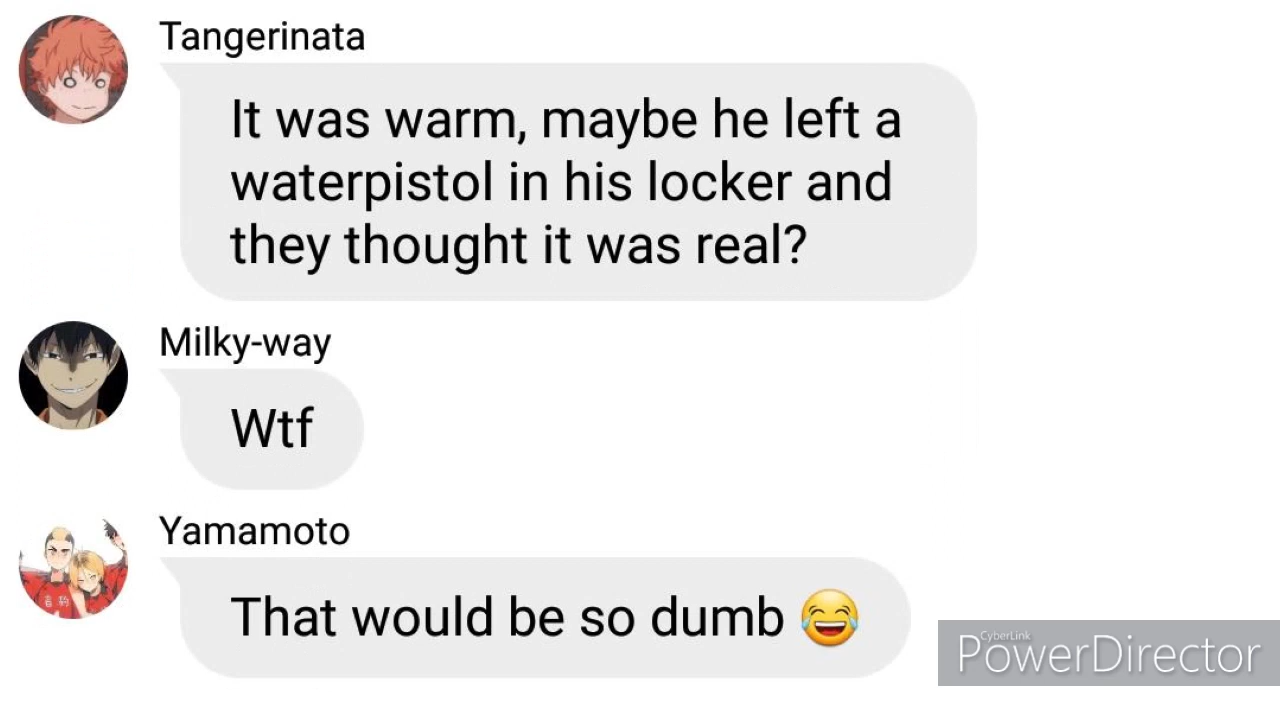 Tangerinata
It was warm, maybe he left a
waterpistol in his locker and
they thought it was real?
Milky-way
Wtf
Yamamoto
That would be so dumb 😂
CyberLink
PowerDirector